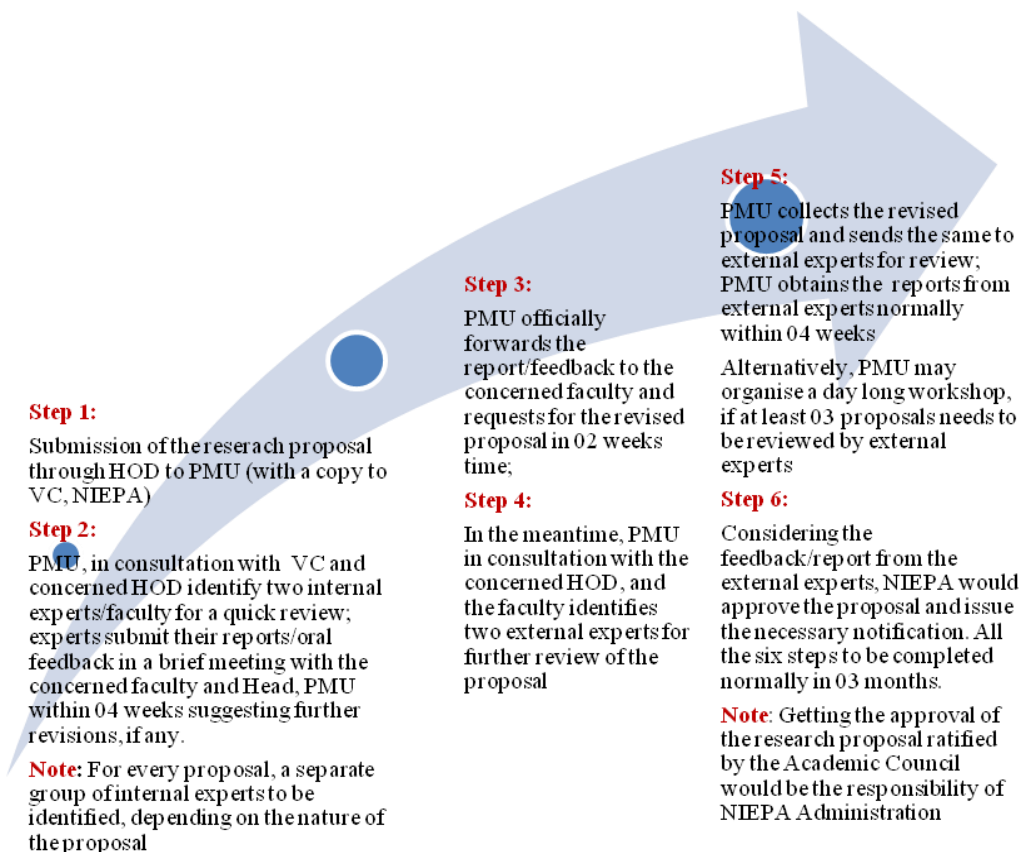 Step 1:
Submission of the reserach proposal
through HOD to PMU (with a copy to
VC, NIEPA)
Step 2:
PMU, in consultation with VC and
concerned HOD identify two internal
experts/faculty for a quick review;
experts submit their reports/oral
feedback in a brief meeting with the
concerned faculty and Head, PMU
within 04 weeks suggesting further
revisions, if any.
Note: For every proposal, a separate
group of internal experts to be
identified, depending on the nature of
the proposal
Step 3:
PMU officially
forwards the
report/feedback to the
concerned faculty and
requests for the revised
proposal in 02 weeks
time;
Step 4:
In the meantime, PMU
in consultation with the
concerned HOD, and
the faculty identifies
two external experts for
further review of the
proposal
Step 5:
PMU collects the revised
proposal and sends the same to
external experts for review;
PMU obtains the reports from
external experts normally
within 04 weeks
Alternatively, PMU may
organise a day long workshop,
if at least 03 proposals needs to
be reviewed by external
experts
Step 6:
Considering the
feedback/report from the
external experts, NIEPA would
approve the proposal and issue
the necessary notification. All
the six steps to be completed
normally in 03 months.
Note: Getting the approval of
the research proposal ratified
by the Academic Council
would be the responsibility of
NIEPA Administration